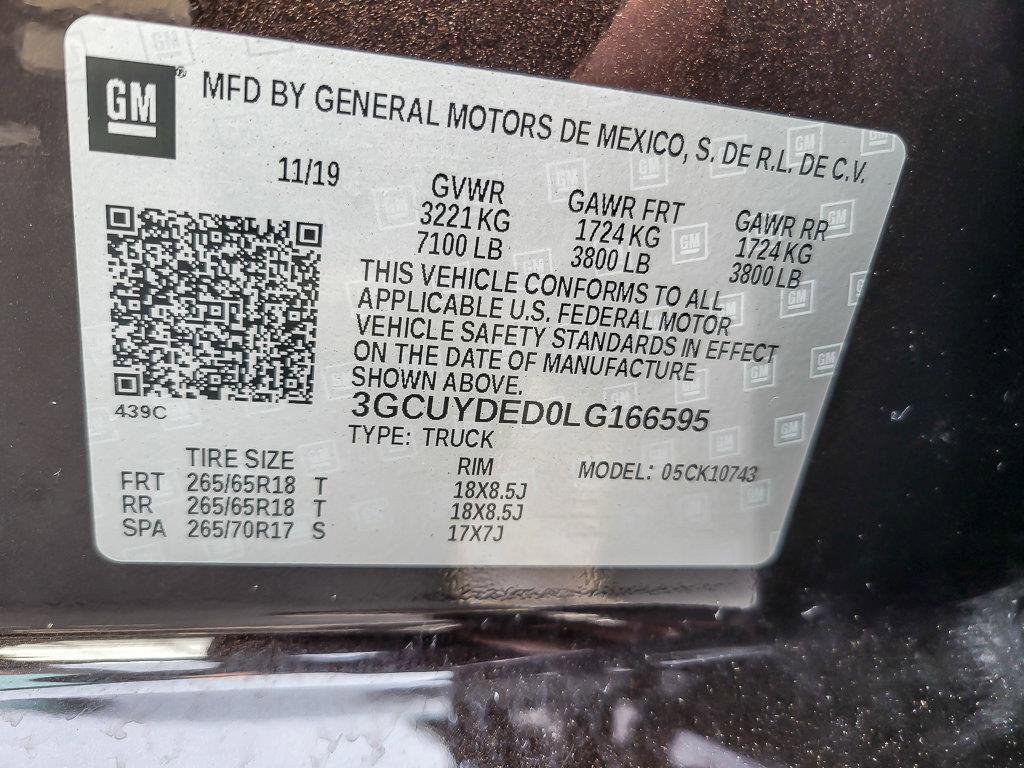 GM® MFD BY GENERAL MOTORS DE MEXICO, S. DE R.L. DE C.V.
11/19
GVWR GAWR FRT GAWR RR
3221 KG 1724 KG 1724 KG
7100 LB 3800 LB 3800 LB
THIS VEHICLE CONFORMS TO ALL
APPLICABLE U.S. FEDERAL MOTOR
VEHICLE SAFETY STANDARDS IN EFFECT
ON THE DATE OF MANUFACTURE
SHOWN ABOVE.
439C
3GCUYDED0LG166595
TYPE: TRUCK
TIRE SIZE RIM MODEL: 05CK10743
FRT 265/65R18 T 18X8.5J
RR 265/65R18 T 18X8.5J
SPA 265/70R17 S 17X7J